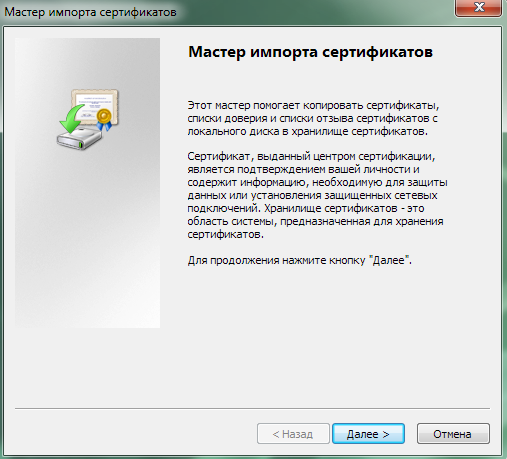 Мастер импорта сертификатов
Мастер импорта сертификатов
Этот мастер помогает копировать сертификаты,
списки доверия и списки отзыва сертификатов с
локального диска в хранилище сертификатов.
Сертификат, выданный центром сертификации,
является подтверждением вашей личности и
содержит информацию, необходимую для защиты
данных или установления защищенных сетевых
подключений. Хранилище сертификатов - это
область системы, предназначенная для хранения
сертификатов.
Для продолжения нажмите кнопку "Далее".
< Назад
Далее >
Отмена